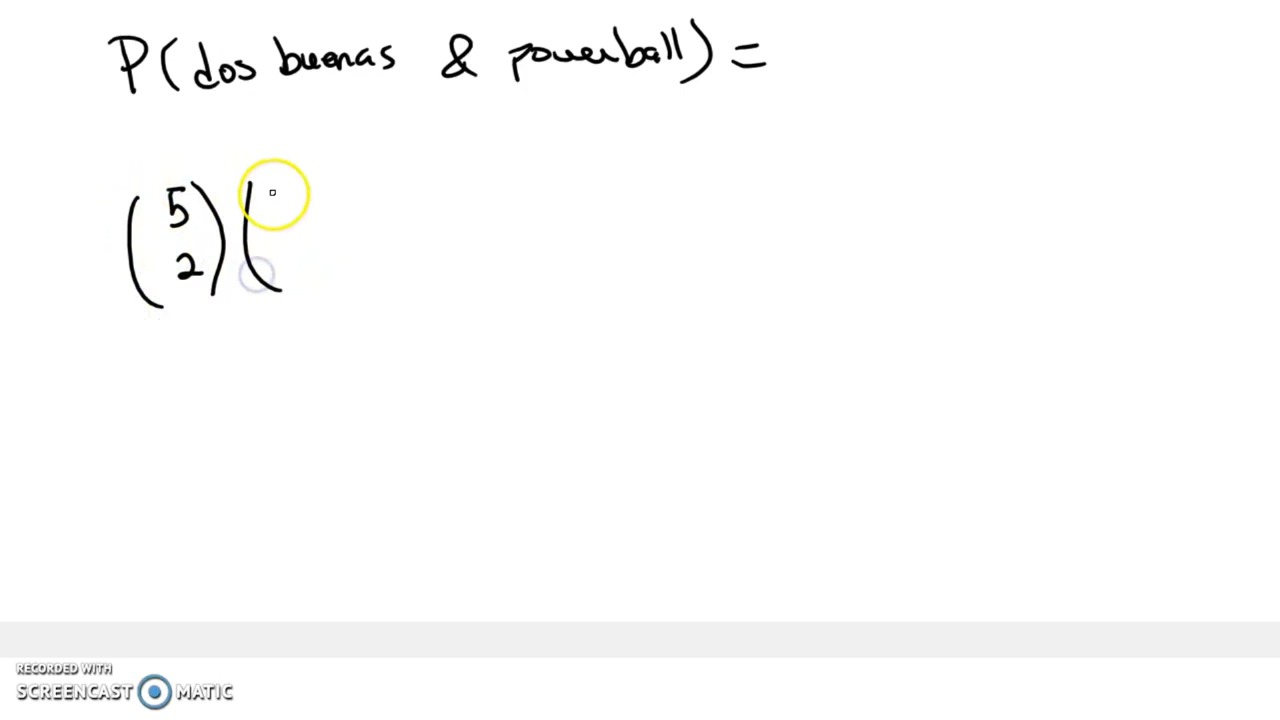 P(dos buenas & powerball) =
(5
2)(
RECORDED WITH
SCREENCAST MATIC